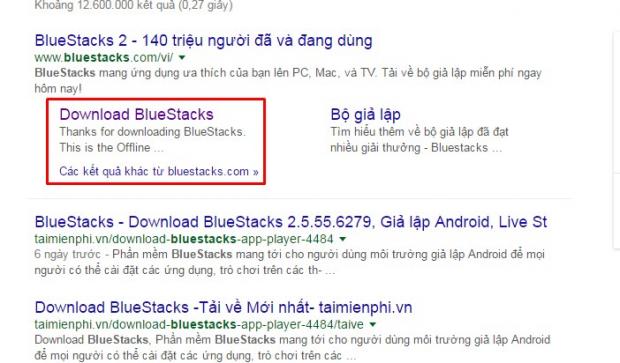 Khoảng 12.600.000 kết quả (0,27 giây)
BlueStacks 2 - 140 triệu người đã và đang dùng
www.bluestacks.com/vi/
BlueStacks mang ứng dụng ưa thích của bạn lên PC, Mac, và TV. Tải về bộ giả lập miễn phí ngay
hôm nay!
Download BlueStacks
Thanks for downloading BlueStacks.
This is the Offline ...
Các kết quả khác từ bluestacks.com »
Bộ giả lập
Tìm hiểu thêm về bộ giả lập đã đạt
nhiều giải thưởng - Bluestacks ...
BlueStacks - Download BlueStacks 2.5.55.6279, Giả lập Android, Live St
taimienphi.vn/download-bluestacks-app-player-4484
6 ngày trước - Phần mềm BlueStacks mang tới cho người dùng môi trường giả lập Android để mọi
người có thể cài đặt các ứng dụng, trò chơi trên các th- ...
Download BlueStacks -Tải về Mới nhất- taimienphi.vn
taimienphi.vn/download-bluestacks-app-player-4484/taive
Download BlueStacks, Phần mềm BlueStacks mang tới cho người dùng môi trường giả lập Android
để mọi người có thể cài đặt các ứng dụng, trò chơi trên các ...